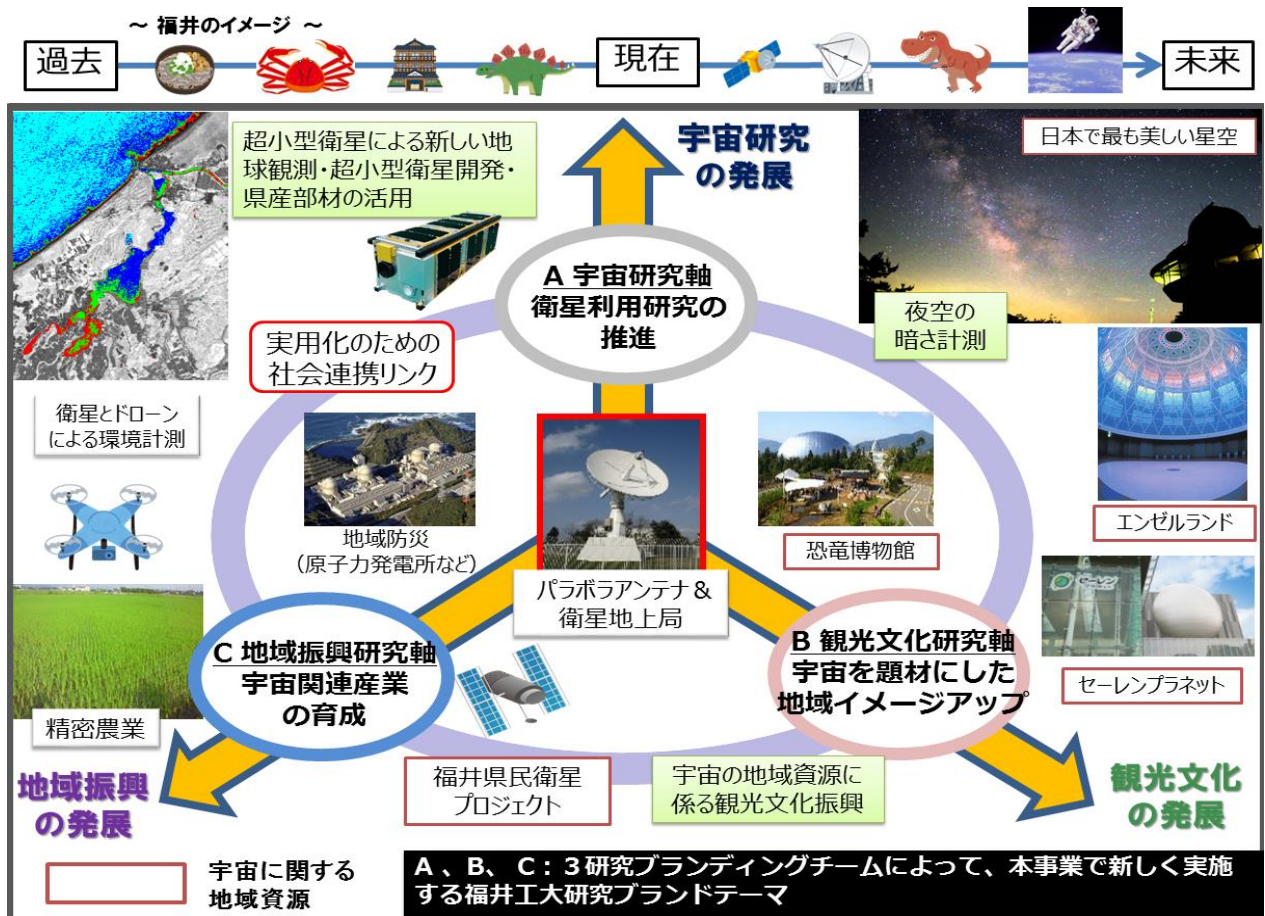 ～ 福井のイメージ ～
過去
現在
未来
超小型衛星による新しい地
球観測・超小型衛星開発・
県産部材の活用
宇宙研究
の発展
日本で最も美しい星空
A 宇宙研究軸
衛星利用研究の
推進
夜空の
暗さ計測
実用化のための
社会連携リンク
衛星とドローン
による環境計測
地域防災
（原子力発電所など）
恐竜博物館
エンゼルランド
パラボラアンテナ＆
衛星地上局
C 地域振興研究軸
宇宙関連産業
の育成
B 観光文化研究軸
宇宙を題材にした
地域イメージアップ
セーレン
セーレンプラネット
精密農業
地域振興
の発展
福井県民衛星
プロジェクト
宇宙の地域資源に
係る観光文化振興
観光文化
の発展
宇宙に関する
地域資源
A 、B、 C：３研究ブランディングチームによって、本事業で新しく実施
する福井工大研究ブランドテーマ